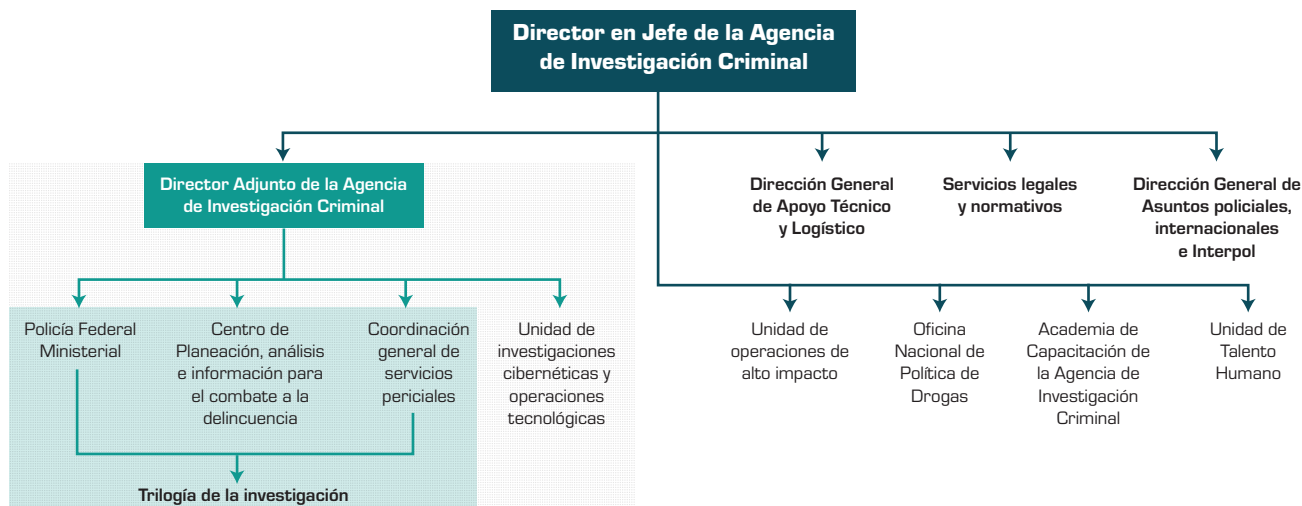 Director en Jefe de la Agencia
de Investigación Criminal
Director Adjunto de la Agencia
de Investigación Criminal
Dirección General
de Apoyo Técnico
y Logístico
Servicios legales
y normativos
Dirección General de
Asuntos policiales,
internacionales
e Interpol
Policía Federal
Ministerial
Centro de
Planeación, análisis
e información para
el combate a la
delincuencia
Coordinación
general de
servicios
periciales
Unidad de
investigaciones
cibernéticas y
operaciones
tecnológicas
Unidad de
operaciones de
alto impacto
Oficina
Nacional de
Política de
Drogas
Academia de
Capacitación de
la Agencia de
Investigación
Criminal
Unidad de
Talento
Humano
Trilogía de la investigación